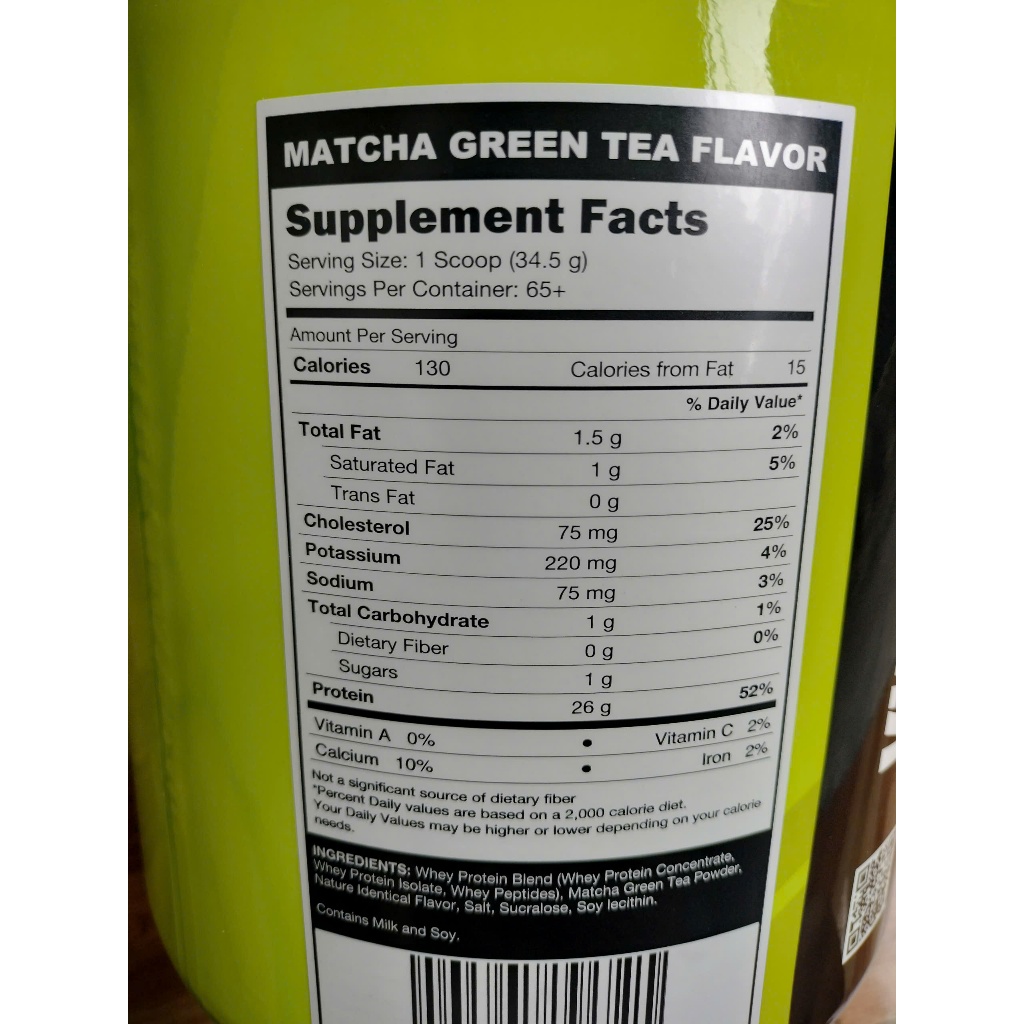 MATCHA GREEN TEA FLAVOR
Supplement Facts
Serving Size: 1 Scoop (34.5 g)
Servings Per Container: 65+
Amount Per Serving
Calories 130 Calories from Fat 15
% Daily Value*
Total Fat 1.5 g 2%
Saturated Fat 1 g 5%
Trans Fat 0 g
Cholesterol 75 mg 25%
Potassium 220 mg 4%
Sodium 75 mg 3%
Total Carbohydrate 1 g 1%
Dietary Fiber 0 g 0%
Sugars 1 g
Protein 26 g 52%
Vitamin A 0% • Vitamin C 2%
Calcium 10% • Iron 2%
Not a significant source of dietary fiber
*Percent Daily values are based on a 2,000 calorie diet.
Your Daily Values may be higher or lower depending on your calorie
needs.
INGREDIENTS: Whey Protein Blend (Whey Protein Concentrate,
Whey Protein Isolate, Whey Peptides), Matcha Green Tea Powder,
Nature Identical Flavor, Salt, Sucralose, Soy lecithin.
Contains Milk and Soy.